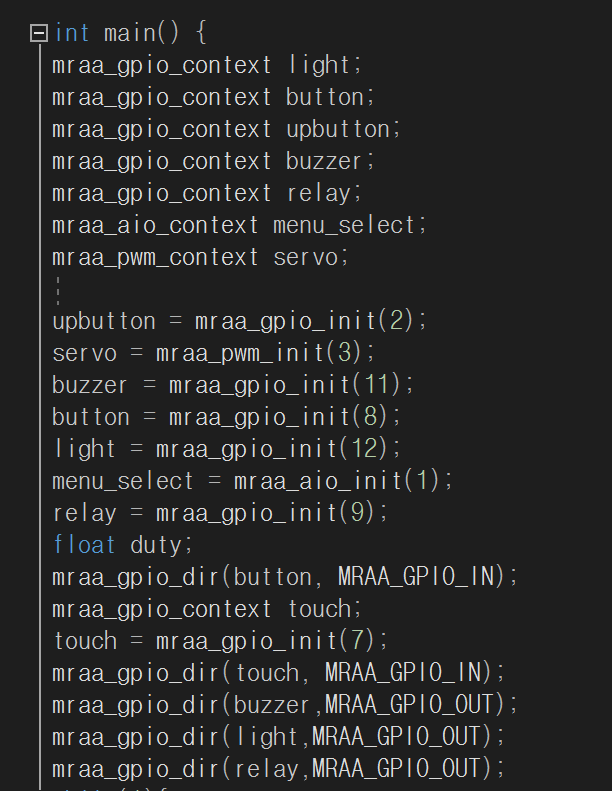 int main() {
mraa_gpio_context light;
mraa_gpio_context button;
mraa_gpio_context upbutton;
mraa_gpio_context buzzer;
mraa_gpio_context relay;
mraa_aio_context menu_select;
mraa_pwm_context servo;
upbutton = mraa_gpio_init(2);
servo = mraa_pwm_init(3);
buzzer = mraa_gpio_init(11);
button = mraa_gpio_init(8);
light = mraa_gpio_init(12);
menu_select = mraa_aio_init(1);
relay = mraa_gpio_init(9);
float duty;
mraa_gpio_dir(button, MRAA_GPIO_IN);
mraa_gpio_context touch;
touch = mraa_gpio_init(7);
mraa_gpio_dir(touch, MRAA_GPIO_IN);
mraa_gpio_dir(buzzer,MRAA_GPIO_OUT);
mraa_gpio_dir(light,MRAA_GPIO_OUT);
mraa_gpio_dir(relay,MRAA_GPIO_OUT);